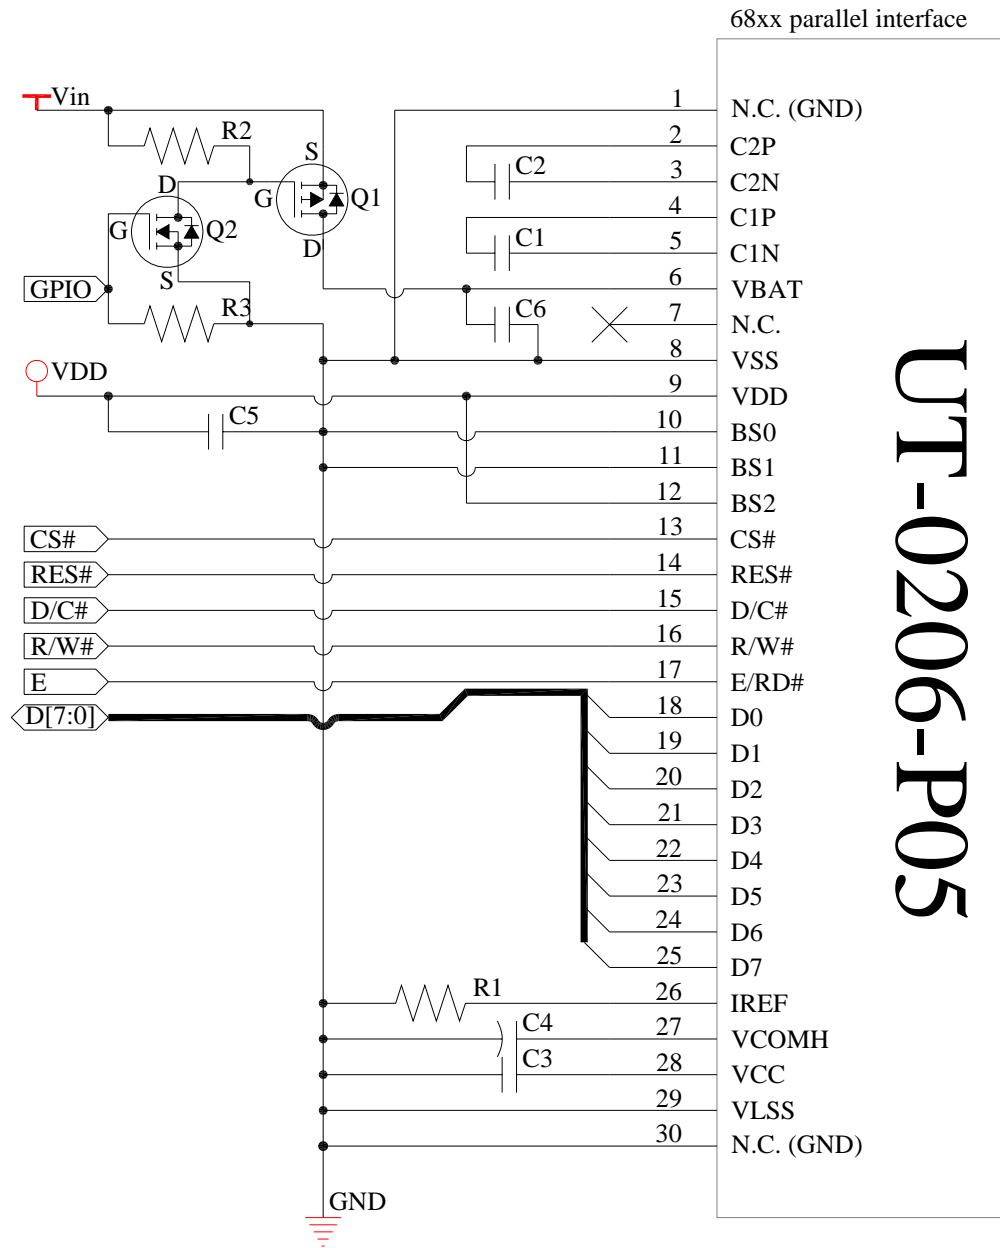 68xx parallel interface
Vin
R2
S
D
G
Q1
G
Q2
D
S
GPIO
R3
VDD
C5
C2
C1
C6
1 N.C. (GND)
2 C2P
3 C2N
4 C1P
5 C1N
6 VBAT
7 N.C.
8 VSS
9 VDD
10 BS0
11 BS1
12 BS2
CS# 13 CS#
RES# 14 RES#
D/C# 15 D/C#
R/W# 16 R/W#
E 17 E/RD#
D[7:0] 18 D0
19 D1
20 D2
21 D3
22 D4
23 D5
24 D6
25 D7
R1 26 IREF
C4 27 VCOMH
C3 28 VCC
29 VLSS
30 N.C. (GND)
GND
UT-0206-P05